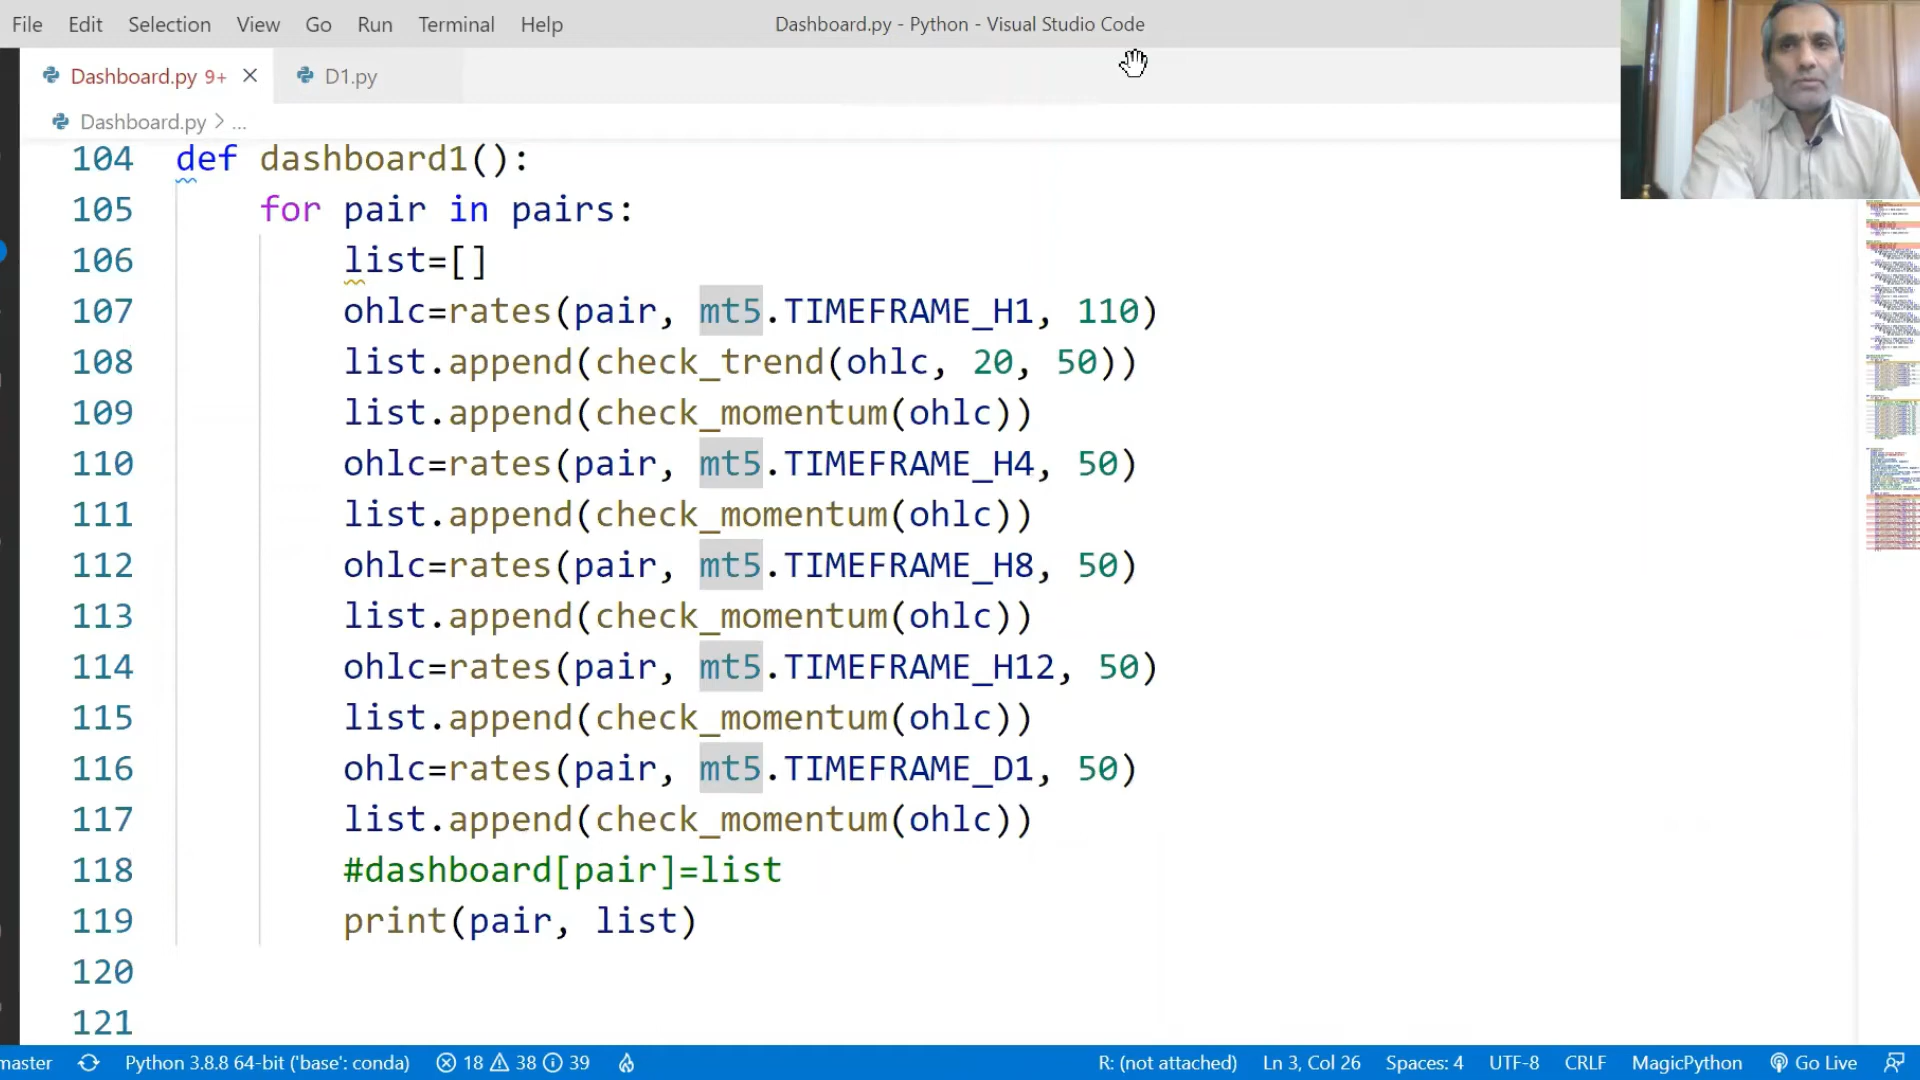 File Edit Selection View Go Run Terminal Help Dashboard.py - Python - Visual Studio Code
Dashboard.py 9+ D1.py
Dashboard.py > ...
104 def dashboard1():
105 for pair in pairs:
106 list=[]
107 ohlc=rates(pair, mt5.TIMEFRAME_H1, 110)
108 list.append(check_trend(ohlc, 20, 50))
109 list.append(check_momentum(ohlc))
110 ohlc=rates(pair, mt5.TIMEFRAME_H4, 50)
111 list.append(check_momentum(ohlc))
112 ohlc=rates(pair, mt5.TIMEFRAME_H8, 50)
113 list.append(check_momentum(ohlc))
114 ohlc=rates(pair, mt5.TIMEFRAME_H12, 50)
115 list.append(check_momentum(ohlc))
116 ohlc=rates(pair, mt5.TIMEFRAME_D1, 50)
117 list.append(check_momentum(ohlc))
118 #dashboard[pair]=list
119 print(pair, list)
120
121
master Python 3.8.8 64-bit ('base': conda) 18 38 39 R: (not attached) Ln 3, Col 26 Spaces: 4 UTF-8 CRLF MagicPython Go Live